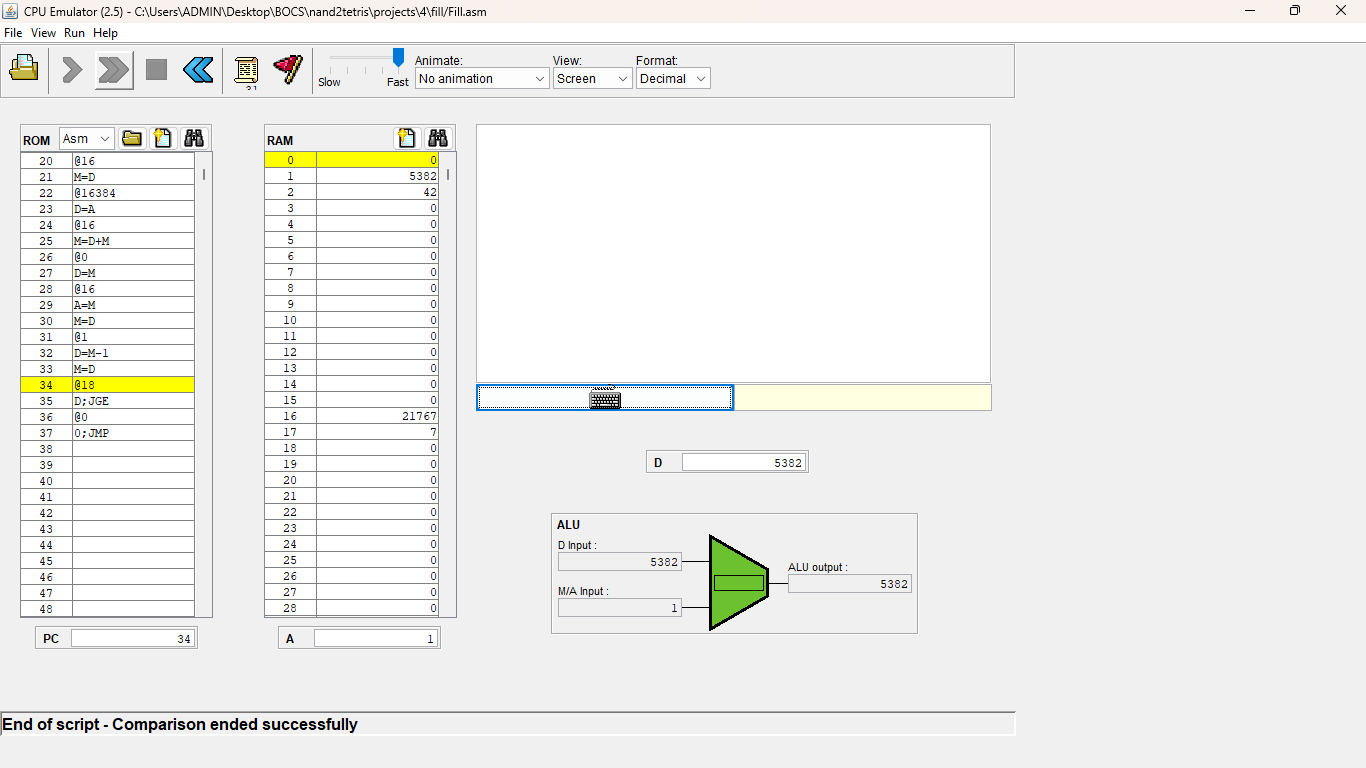 CPU Emulator (2.5) - C:\Users\ADMIN\Desktop\BOCS\nand2tetris\projects\4\fill/Fill.asm
File View Run Help
Slow Fast
Animate:
No animation
View:
Screen
Format:
Decimal
ROM Asm
20 @16
21 M=D
22 @16384
23 D=A
24 @16
25 M=D+M
26 @0
27 D=M
28 @16
29 A=M
30 M=D
31 @1
32 D=M-1
33 M=D
34 @18
35 D;JGE
36 @0
37 0;JMP
38
39
40
41
42
43
44
45
46
47
48
PC 34
RAM
0 0
1 5382
2 42
3 0
4 0
5 0
6 0
7 0
8 0
9 0
10 0
11 0
12 0
13 0
14 0
15 0
16 21767
17 7
18 0
19 0
20 0
21 0
22 0
23 0
24 0
25 0
26 0
27 0
28 0
A 1
D 5382
ALU
D Input :
5382
M/A Input :
1
ALU output :
5382
End of script - Comparison ended successfully